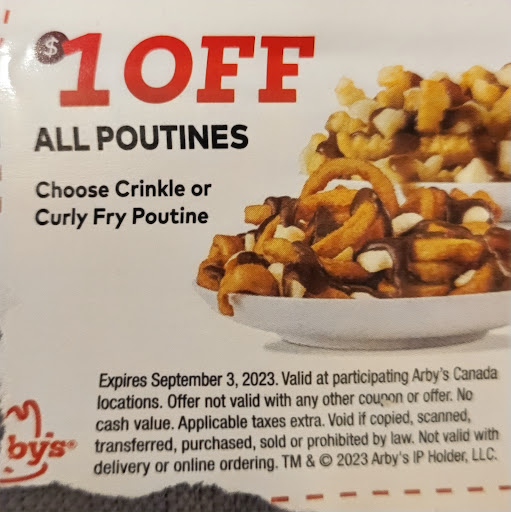 $1 OFF
ALL POUTINES
Choose Crinkle or
Curly Fry Poutine
Expires September 3, 2023. Valid at participating Arby's Canada
locations. Offer not valid with any other coupon or offer. No
cash value. Applicable taxes extra. Void if copied, scanned,
transferred, purchased, sold or prohibited by law. Not valid with
delivery or online ordering. TM & © 2023 Arby's IP Holder, LLC.
by's®